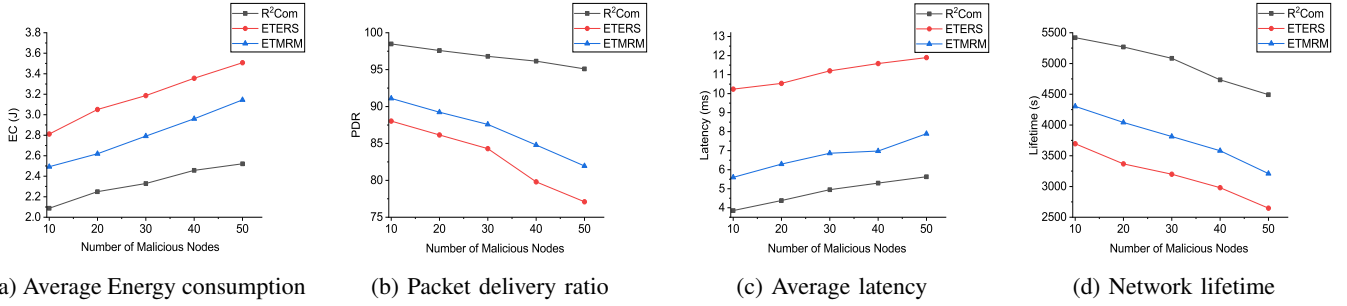 R²Com
ETERS
ETMRM
3.8
3.6
3.4
3.2
3.0
2.8
2.6
2.4
2.2
2.0
EC (J)
10 20 30 40 50
Number of Malicious Nodes
a) Average Energy consumption
R²Com
ETERS
ETMRM
100
95
90
85
80
75
PDR
10 20 30 40 50
Number of Malicious Nodes
(b) Packet delivery ratio
R²Com
ETERS
ETMRM
13
12
11
10
9
8
7
6
5
4
Latency (ms)
10 20 30 40 50
Number of Malicious Nodes
(c) Average latency
R²Com
ETERS
ETMRM
5500
5000
4500
4000
3500
3000
2500
Lifetime (s)
10 20 30 40 50
Number of Malicious Nodes
(d) Network lifetime